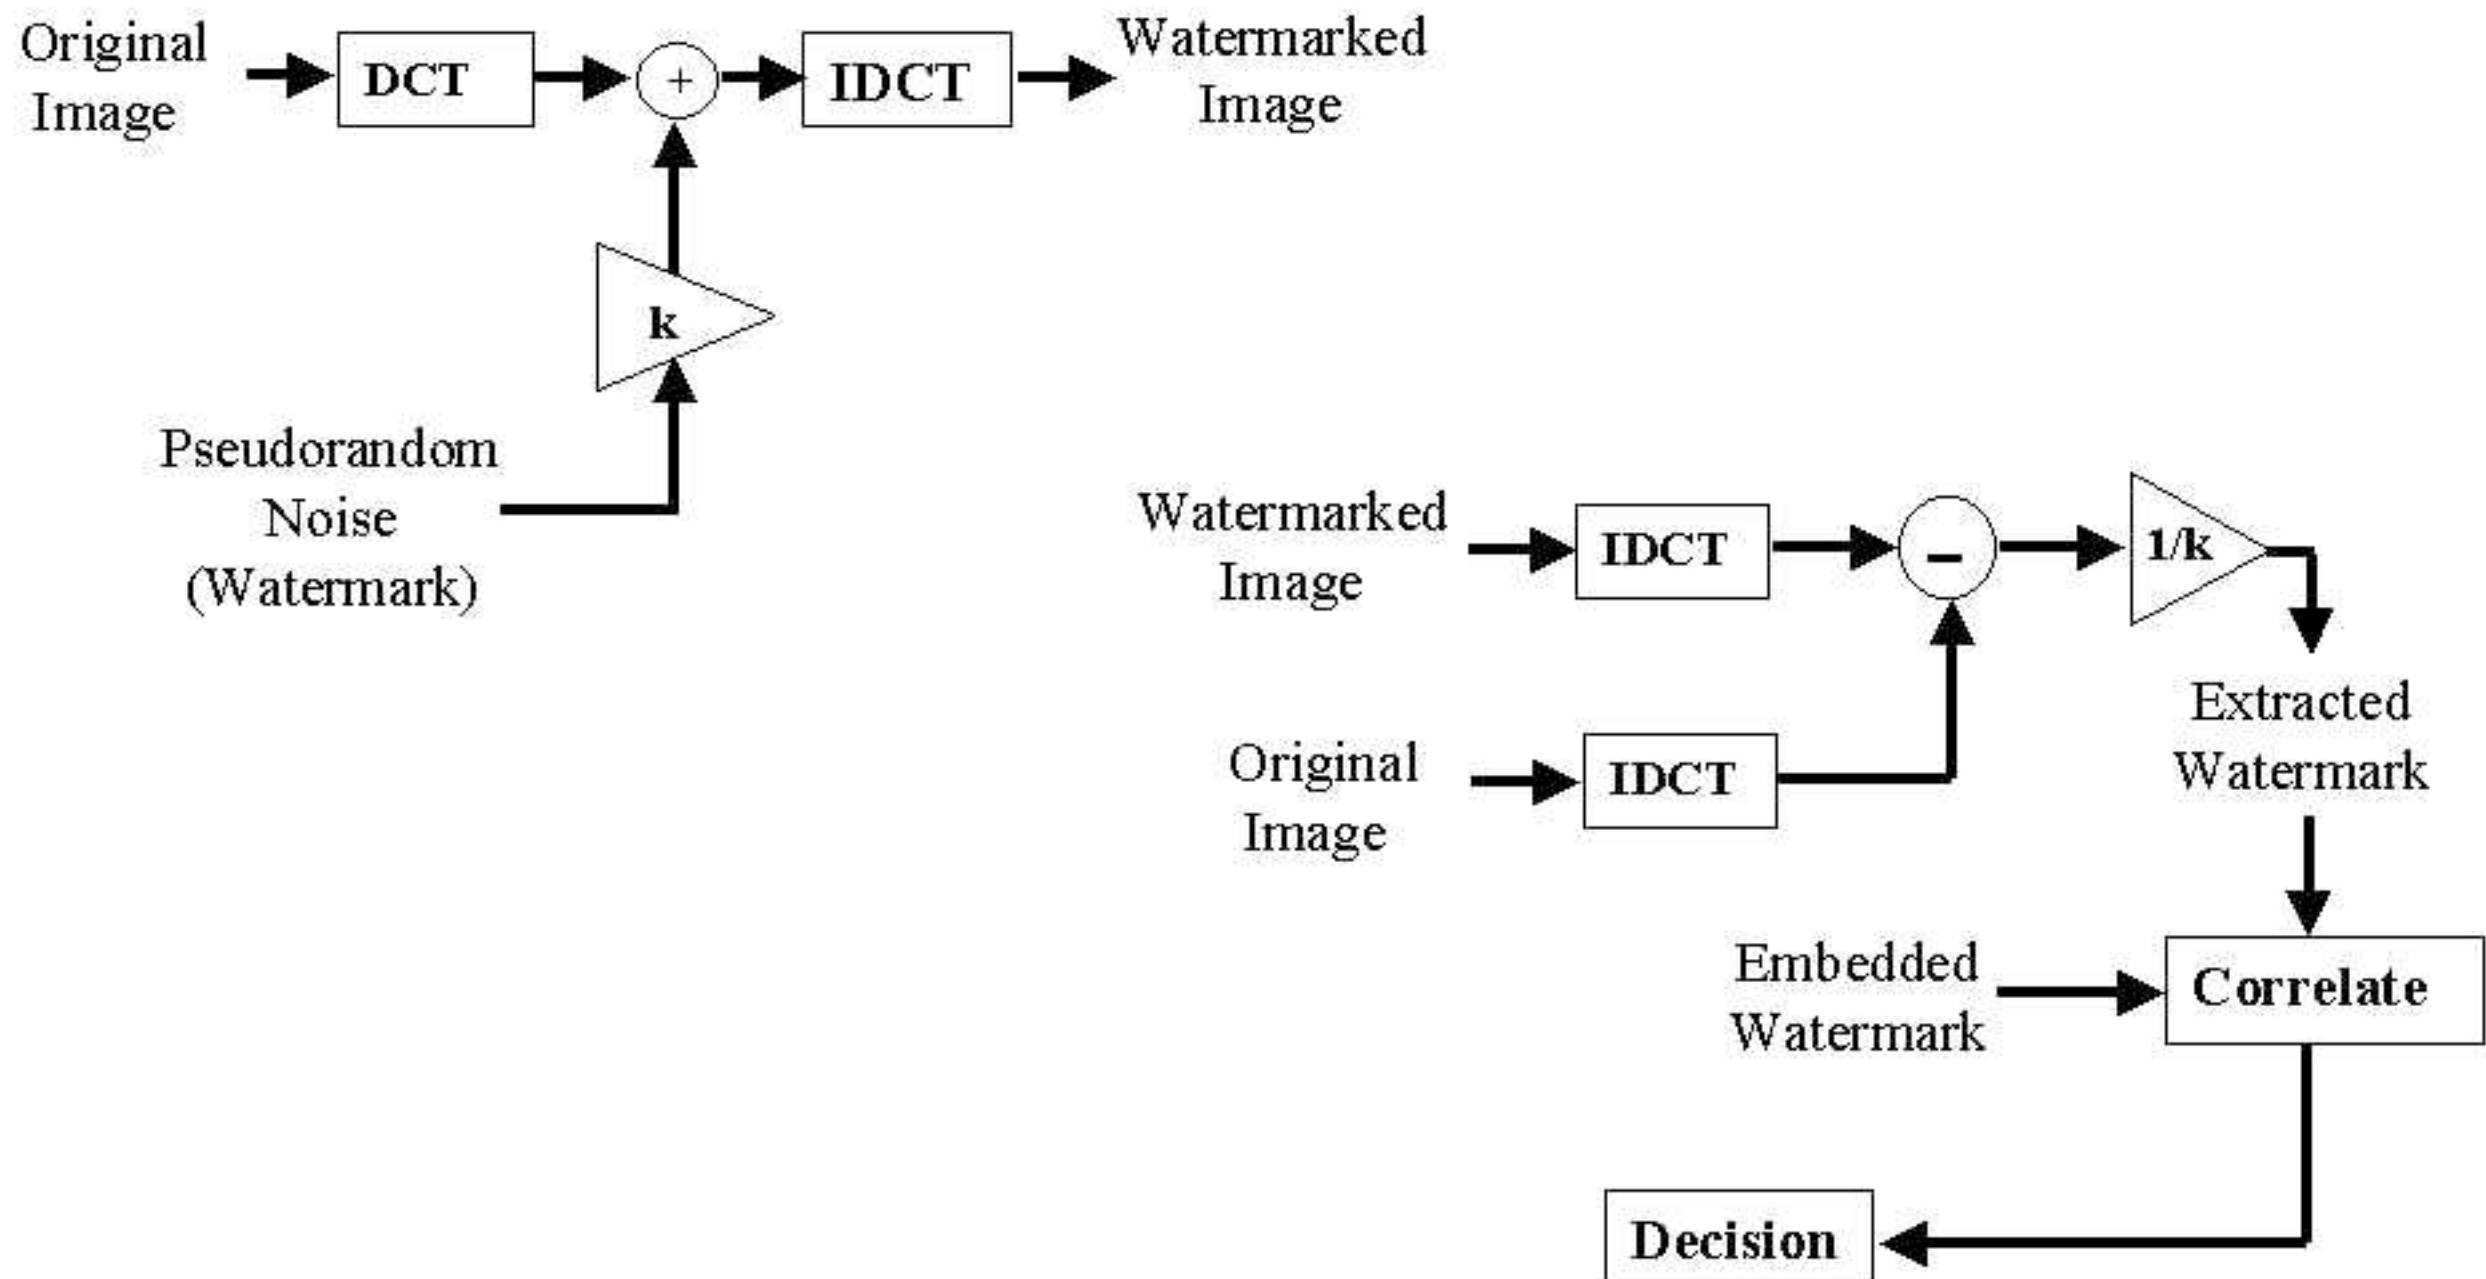 Original
Image
DCT
+
IDCT
Watermarked
Image
k
Pseudorandom
Noise
(Watermark)
Watermarked
Image
IDCT
–
1/k
Original
Image
IDCT
Extracted
Watermark
Embedded
Watermark
Correlate
Decision